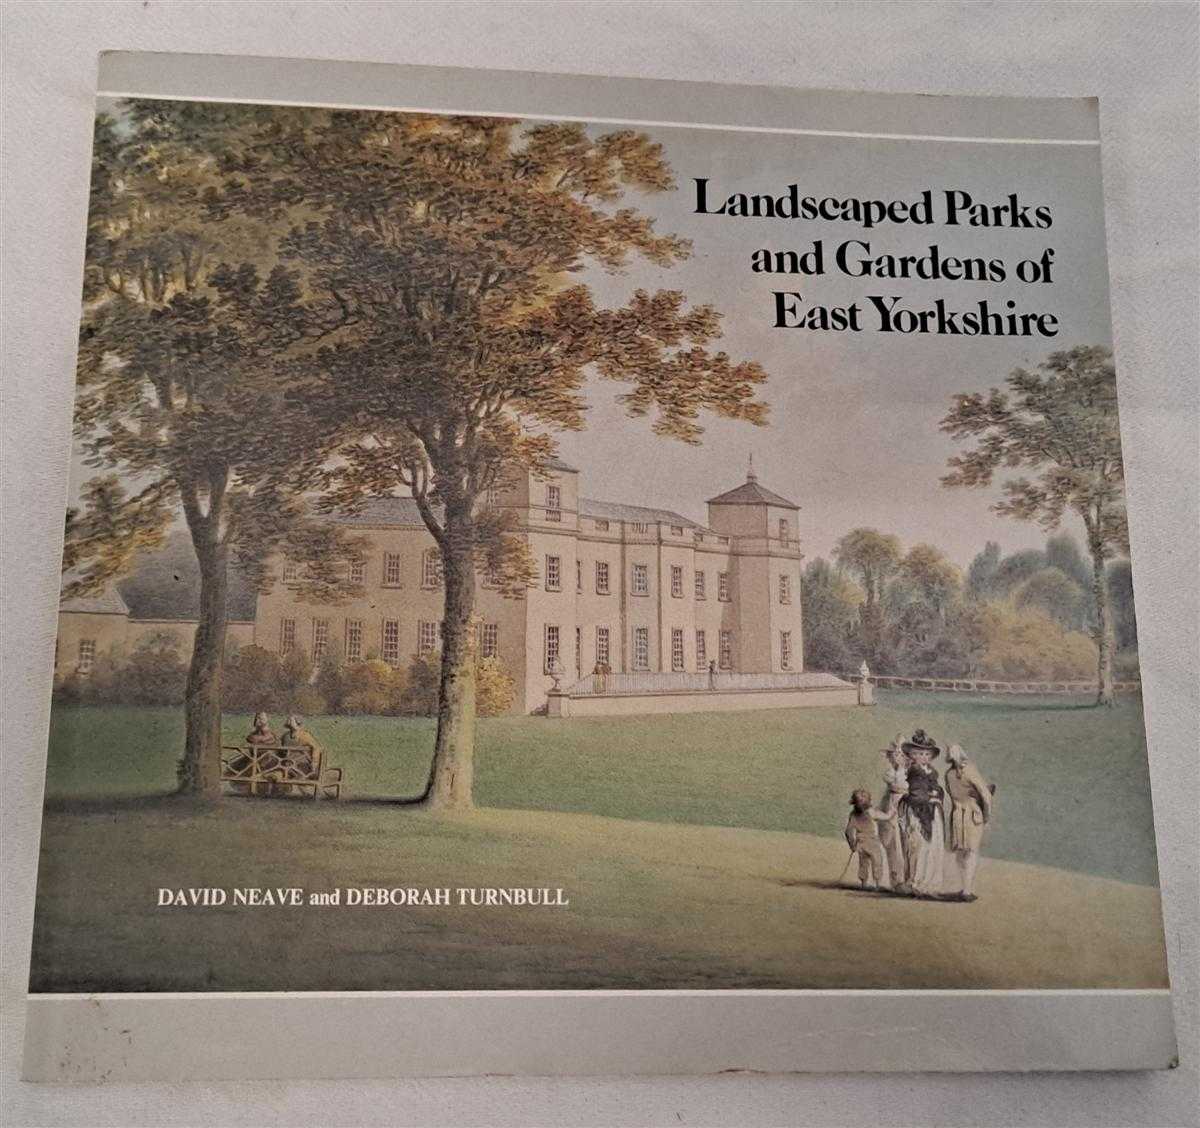 Landscaped Parks
and Gardens of
East Yorkshire
DAVID NEAVE and DEBORAH TURNBULL